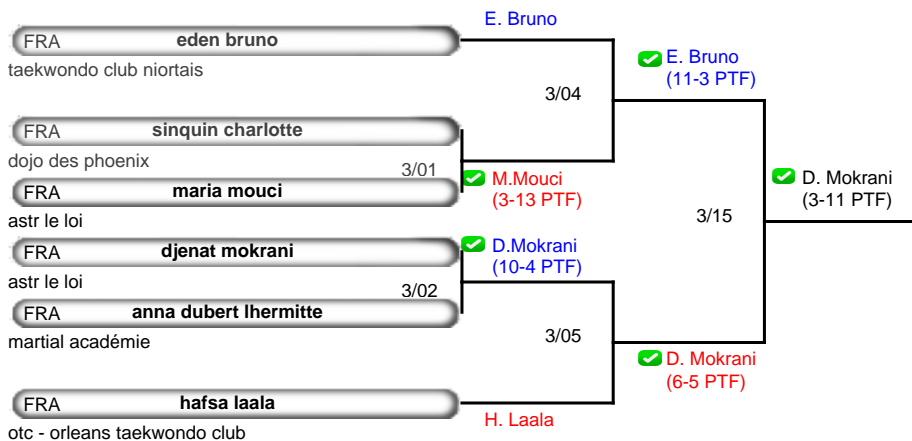 E. Bruno
FRA eden bruno
taekwondo club niortais
E. Bruno
(11-3 PTF)
3/04
FRA sinquin charlotte
dojo des phoenix
3/01
FRA maria mouci
astr le loi
M.Mouci
(3-13 PTF)
D. Mokrani
(3-11 PTF)
3/15
FRA djenat mokrani
astr le loi
D.Mokrani
(10-4 PTF)
3/02
FRA anna dubert lhermitte
martial académie
3/05
D. Mokrani
(6-5 PTF)
FRA hafsa laala
otc - orleans taekwondo club
H. Laala